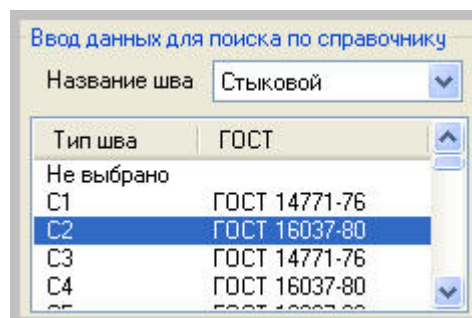 Ввод данных для поиска по справочнику
Название шва Стыковой
Тип шва ГОСТ
Не выбрано
С1 ГОСТ 14771-76
С2 ГОСТ 16037-80
С3 ГОСТ 14771-76
С4 ГОСТ 16037-80